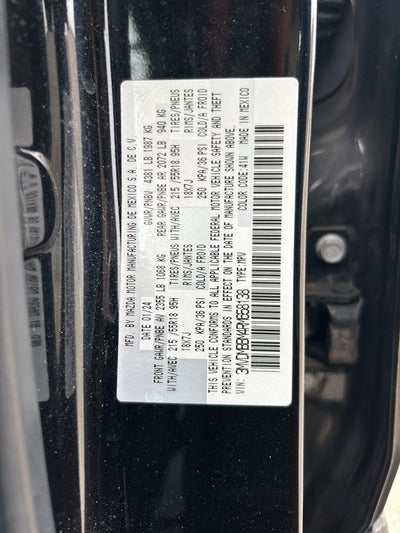 MFD. BY MAZDA MOTOR MANUFACTURING DE MEXICO S.A. DE C.V.
DATE: 01/24 GVWR/PNBV 4381 LB 1987 KG
FRONT GAWR/PNBE AV 2355 LB 1068 KG REAR GAWR/PNBE AR 2072 LB 940 KG
WITH/AVEC 215 /55R18 95H TIRES/PNEUS WITH/AVEC 215 /55R18 95H TIRES/PNEUS
18X7J RIMS/JANTES 18X7J RIMS/JANTES
250 KPA/36 PSI COLD/A FROID 250 KPA/36 PSI COLD/A FROID
THIS VEHICLE CONFORMS TO ALL APPLICABLE FEDERAL MOTOR VEHICLE SAFETY AND THEFT
PREVENTION STANDARDS IN EFFECT ON THE DATE OF MANUFACTURE SHOWN ABOVE.
TYPE:MPV COLOR CODE:41W MADE IN MEXICO